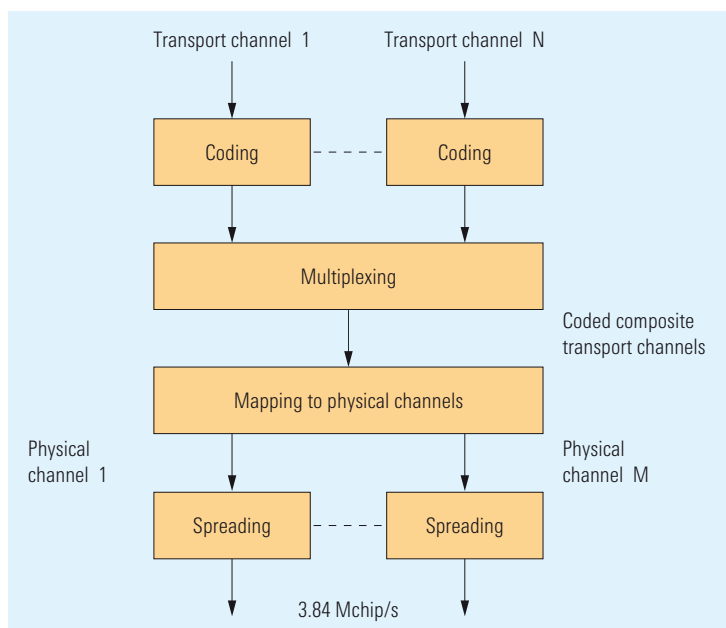 Transport channel 1
Transport channel N
Coding
Coding
Multiplexing
Coded composite
transport channels
Mapping to physical channels
Physical
channel 1
Physical
channel M
Spreading
Spreading
3.84 Mchip/s